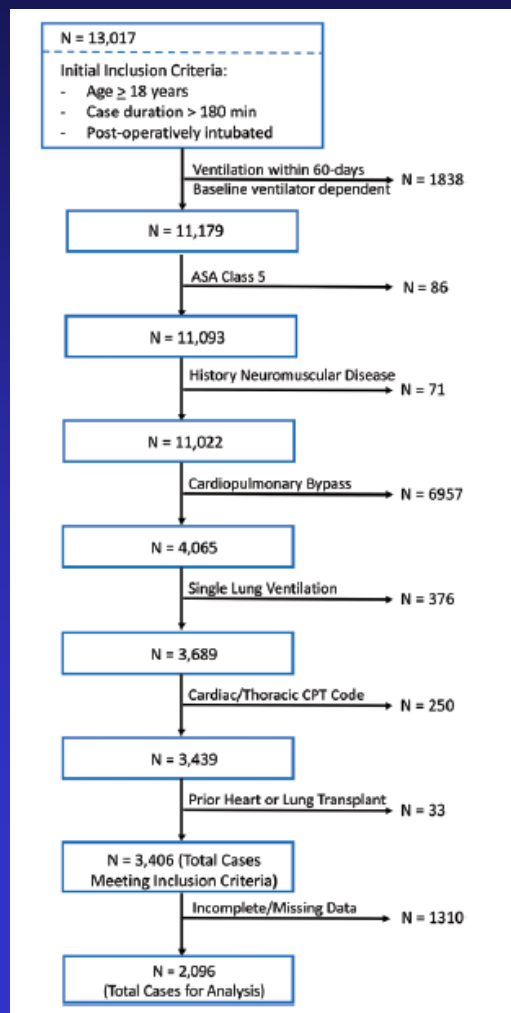 N = 13,017
Initial Inclusion Criteria:
- Age ≥ 18 years
- Case duration > 180 min
- Post-operatively intubated
Ventilation within 60-days
Baseline ventilator dependent
N = 1838
N = 11,179
ASA Class 5
N = 86
N = 11,093
History Neuromuscular Disease
N = 71
N = 11,022
Cardiopulmonary Bypass
N = 6957
N = 4,065
Single Lung Ventilation
N = 376
N = 3,689
Cardiac/Thoracic CPT Code
N = 250
N = 3,439
Prior Heart or Lung Transplant
N = 33
N = 3,406 (Total Cases
Meeting Inclusion Criteria)
Incomplete/Missing Data
N = 1310
N = 2,096
(Total Cases for Analysis)